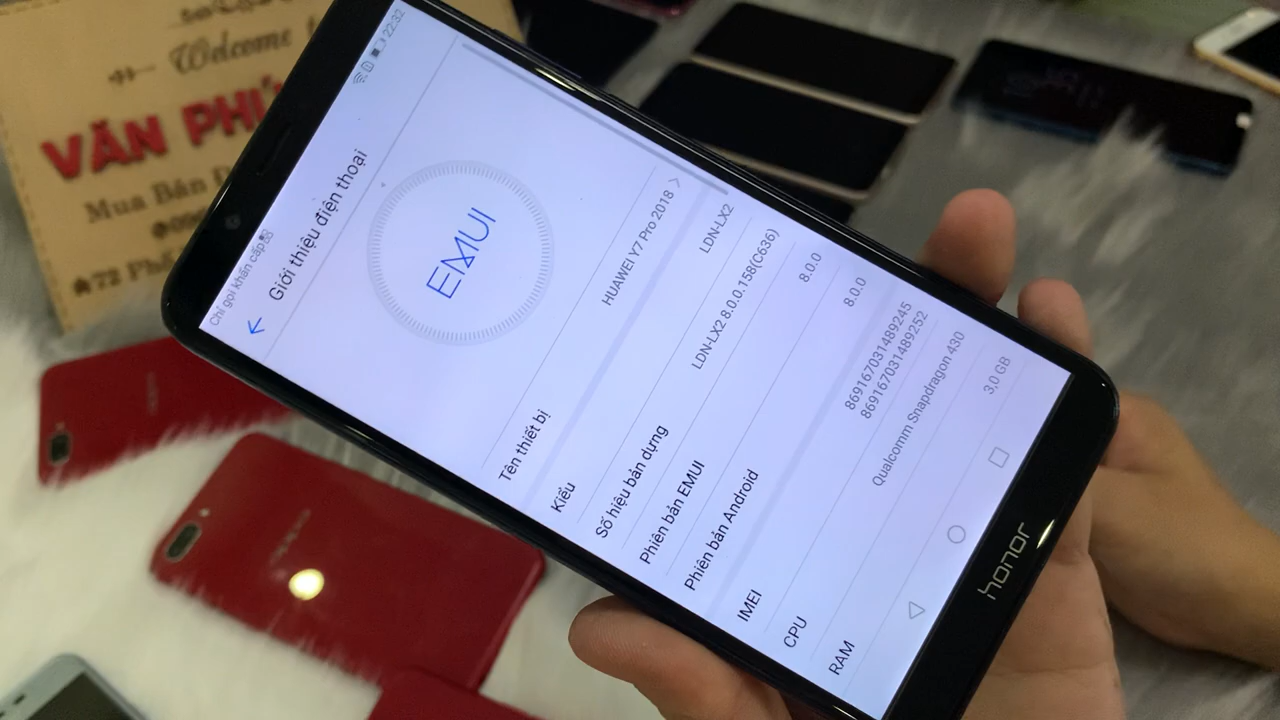 Welcome
VĂN PHÚ
Mua Bán
72 Phố
22:32
Chỉ gọi khẩn cấp
Giới thiệu điện thoại
EMUI
Tên thiết bị HUAWEI Y7 Pro 2018
Kiểu LDN-LX2
Số hiệu bản dựng LDN-LX2 8.0.0.158(C636)
Phiên bản EMUI 8.0.0
Phiên bản Android 8.0.0
IMEI 869167031489245
869167031489252
CPU Qualcomm Snapdragon 430
RAM 3,0 GB
honor